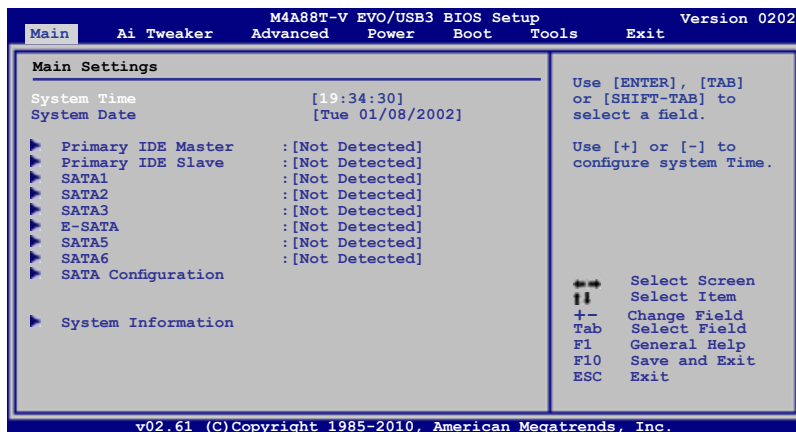 M4A88T-V EVO/USB3 BIOS Setup Version 0202
Main Ai Tweaker Advanced Power Boot Tools Exit
Main Settings
System Time [19:34:30]
System Date [Tue 01/08/2002]
Primary IDE Master :[Not Detected]
Primary IDE Slave :[Not Detected]
SATA1 :[Not Detected]
SATA2 :[Not Detected]
SATA3 :[Not Detected]
E-SATA :[Not Detected]
SATA5 :[Not Detected]
SATA6 :[Not Detected]
SATA Configuration
System Information
Use [ENTER], [TAB]
or [SHIFT-TAB] to
select a field.
Use [+] or [-] to
configure system Time.
←→ Select Screen
↑↓ Select Item
+- Change Field
Tab Select Field
F1 General Help
F10 Save and Exit
ESC Exit
v02.61 (C)Copyright 1985-2010, American Megatrends, Inc.